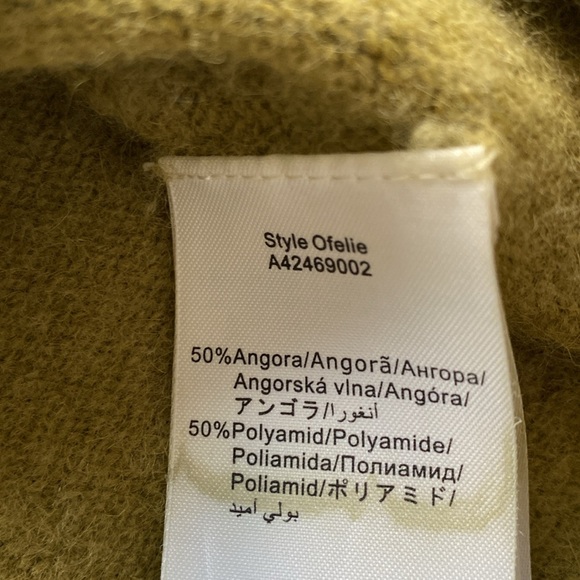 Style Ofelie
A42469002
50%Angora/Angorã/Ангора/
Angorská vlna/Angóra/
アンゴラ/أنغورا
50%Polyamid/Polyamide/
Poliamida/Полиамид/
Poliamid/ポリアミド/
بولي أميد